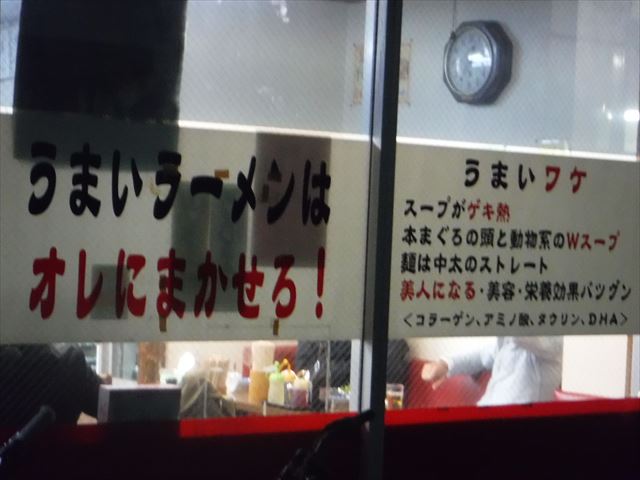 うまいラーメンは
オレにまかせろ!
うまいワケ
スープがゲキ熱
本まぐろの頭と動物系のWスープ
麺は中太のストレート
美人になる・美容・栄養効果バツグン
<コラーゲン、アミノ酸、タウリン、DHA>